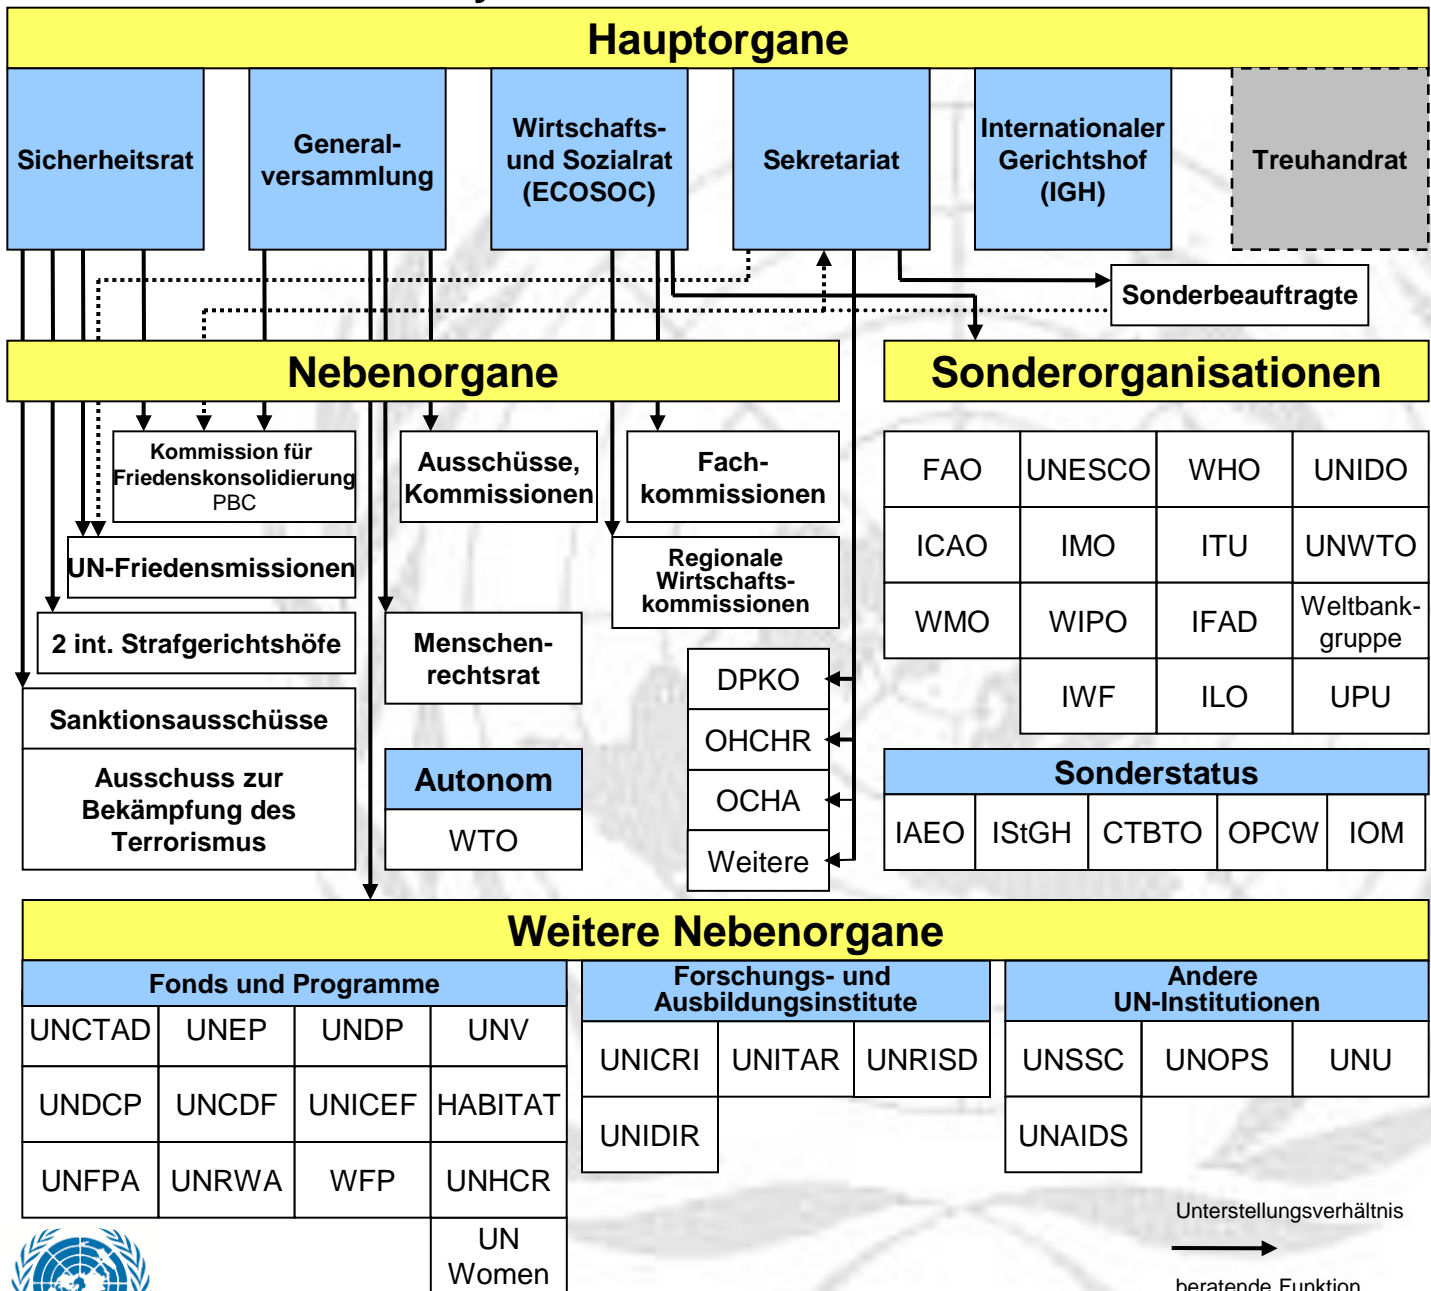 Hauptorgane
Sicherheitsrat
General-
versammlung
Wirtschafts-
und Sozialrat
(ECOSOC)
Sekretariat
Internationaler
Gerichtshof
(IGH)
Treuhandrat
Sonderbeauftragte
Nebenorgane
Sonderorganisationen
Kommission für
Friedenskonsolidierung
PBC
Ausschüsse,
Kommissionen
Fach-
kommissionen
UN-Friedensmissionen
Regionale
Wirtschafts-
kommissionen
2 int. Strafgerichtshöfe
Menschen-
rechtsrat
Sanktionsausschüsse
Ausschuss zur
Bekämpfung des
Terrorismus
Autonom
WTO
DPKO
OHCHR
OCHA
Weitere
FAO UNESCO WHO UNIDO
ICAO IMO ITU UNWTO
WMO WIPO IFAD Weltbank-
gruppe
IWF ILO UPU
Sonderstatus
IAEO IStGH CTBTO OPCW IOM
Weitere Nebenorgane
Fonds und Programme
UNCTAD UNEP UNDP UNV
UNDCP UNCDF UNICEF HABITAT
UNFPA UNRWA WFP UNHCR
UN
Women
Forschungs- und
Ausbildungsinstitute
UNICRI UNITAR UNRISD
UNIDIR
Andere
UN-Institutionen
UNSSC UNOPS UNU
UNAIDS
Unterstellungsverhältnis
beratende Funktion